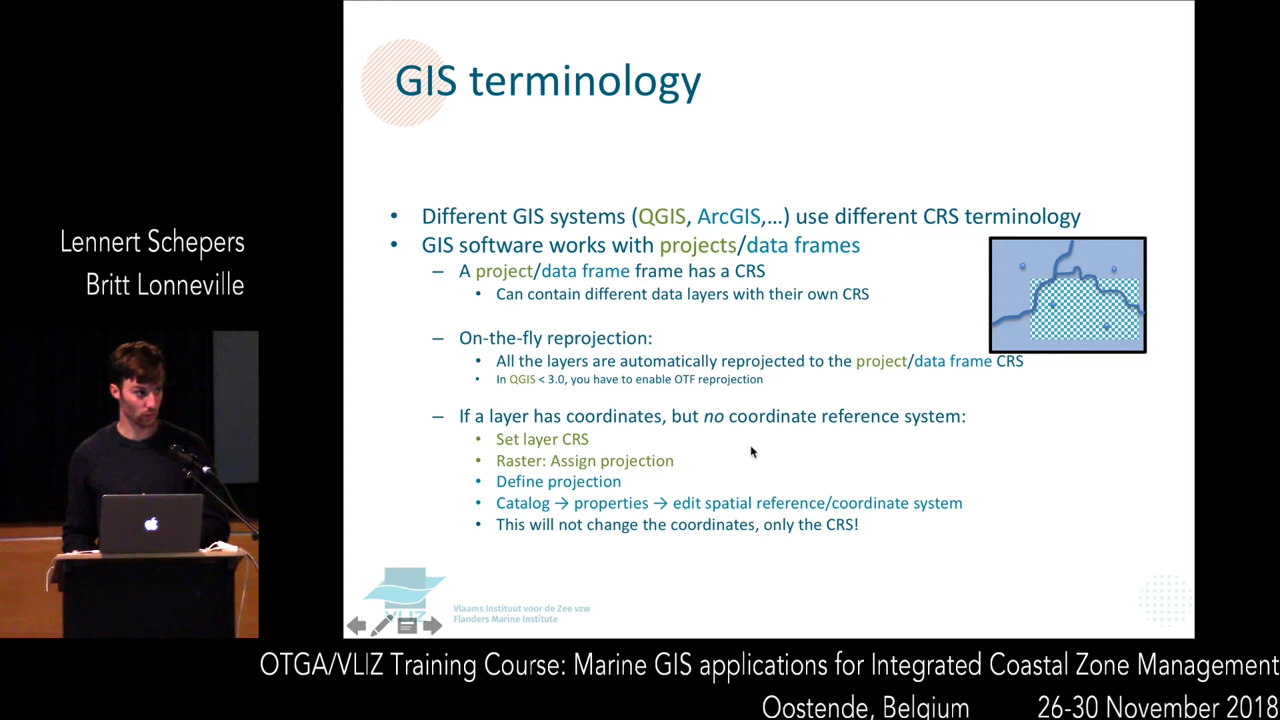 GIS terminology
• Different GIS systems (QGIS, ArcGIS,...) use different CRS terminology
• GIS software works with projects/data frames
– A project/data frame frame has a CRS
• Can contain different data layers with their own CRS
– On-the-fly reprojection:
• All the layers are automatically reprojected to the project/data frame CRS
• In QGIS < 3.0, you have to enable OTF reprojection
– If a layer has coordinates, but no coordinate reference system:
• Set layer CRS
• Raster: Assign projection
• Define projection
• Catalog → properties → edit spatial reference/coordinate system
• This will not change the coordinates, only the CRS!
VLIZ
Vlaams Instituut voor de Zee vzw
Flanders Marine Institute
Lennert Schepers
Britt Lonneville
OTGA/VLIZ Training Course: Marine GIS applications for Integrated Coastal Zone Management
Oostende, Belgium 26-30 November 2018